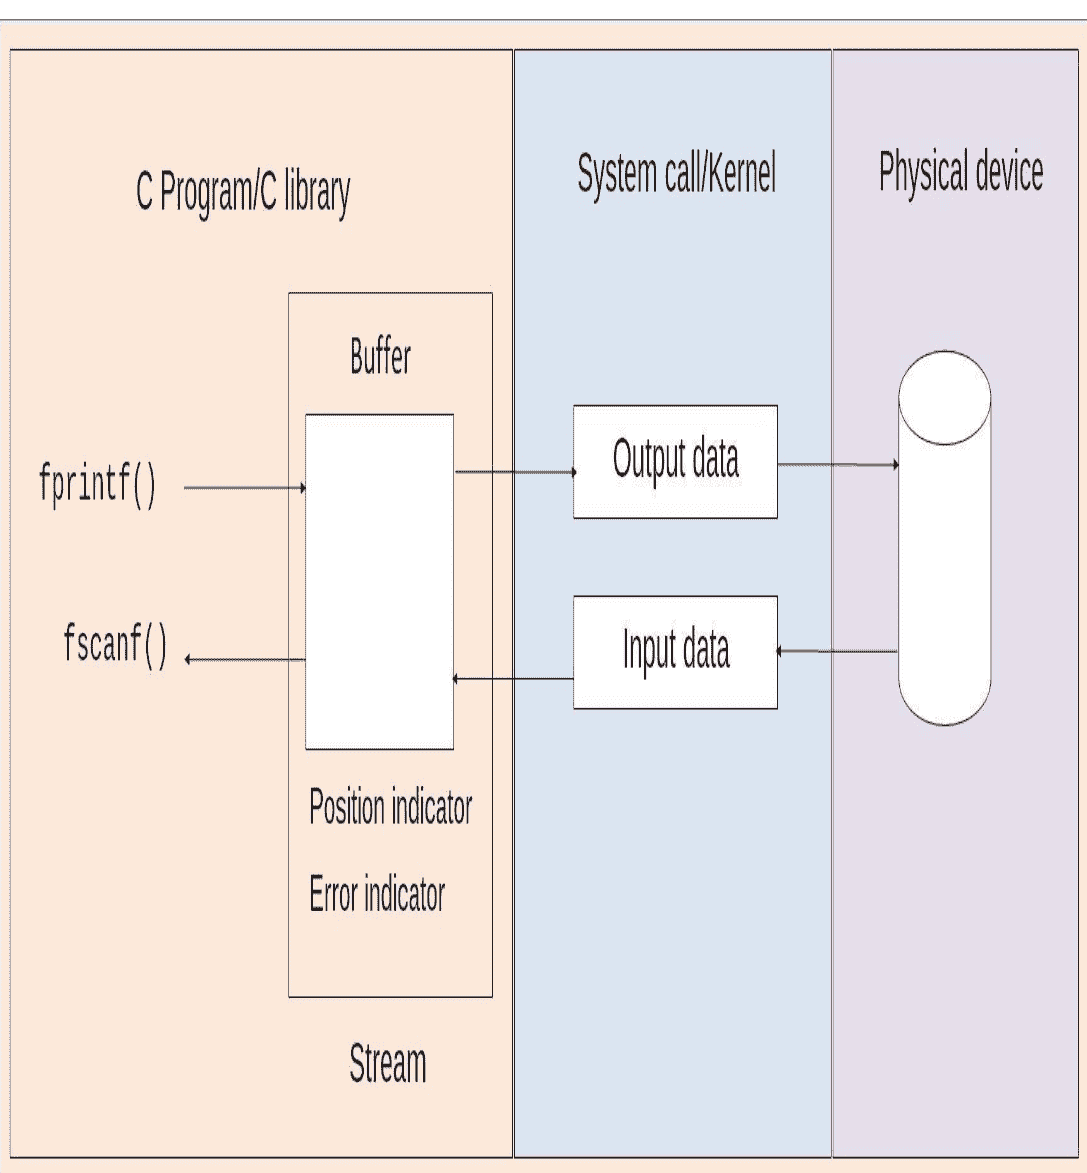 C Program/C library
System call/Kernel
Physical device
Buffer
fprintf()
fscanf()
Output data
Input data
Position indicator
Error indicator
Stream